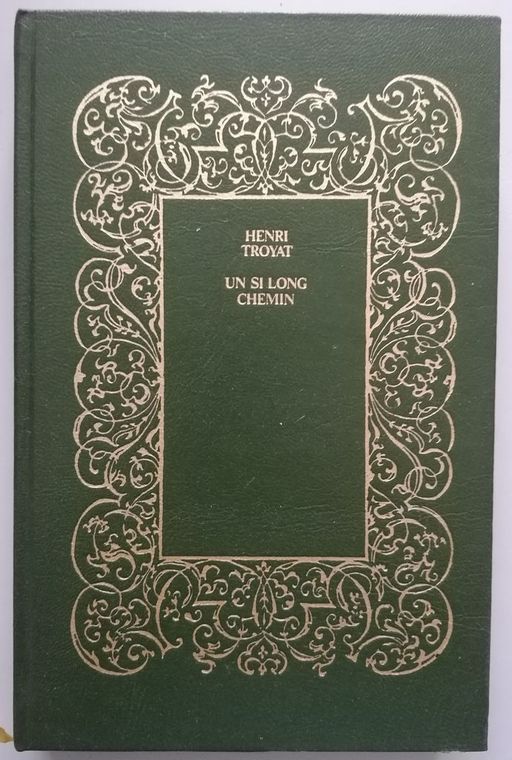 HENRI
TROYAT
UN SI LONG
CHEMIN